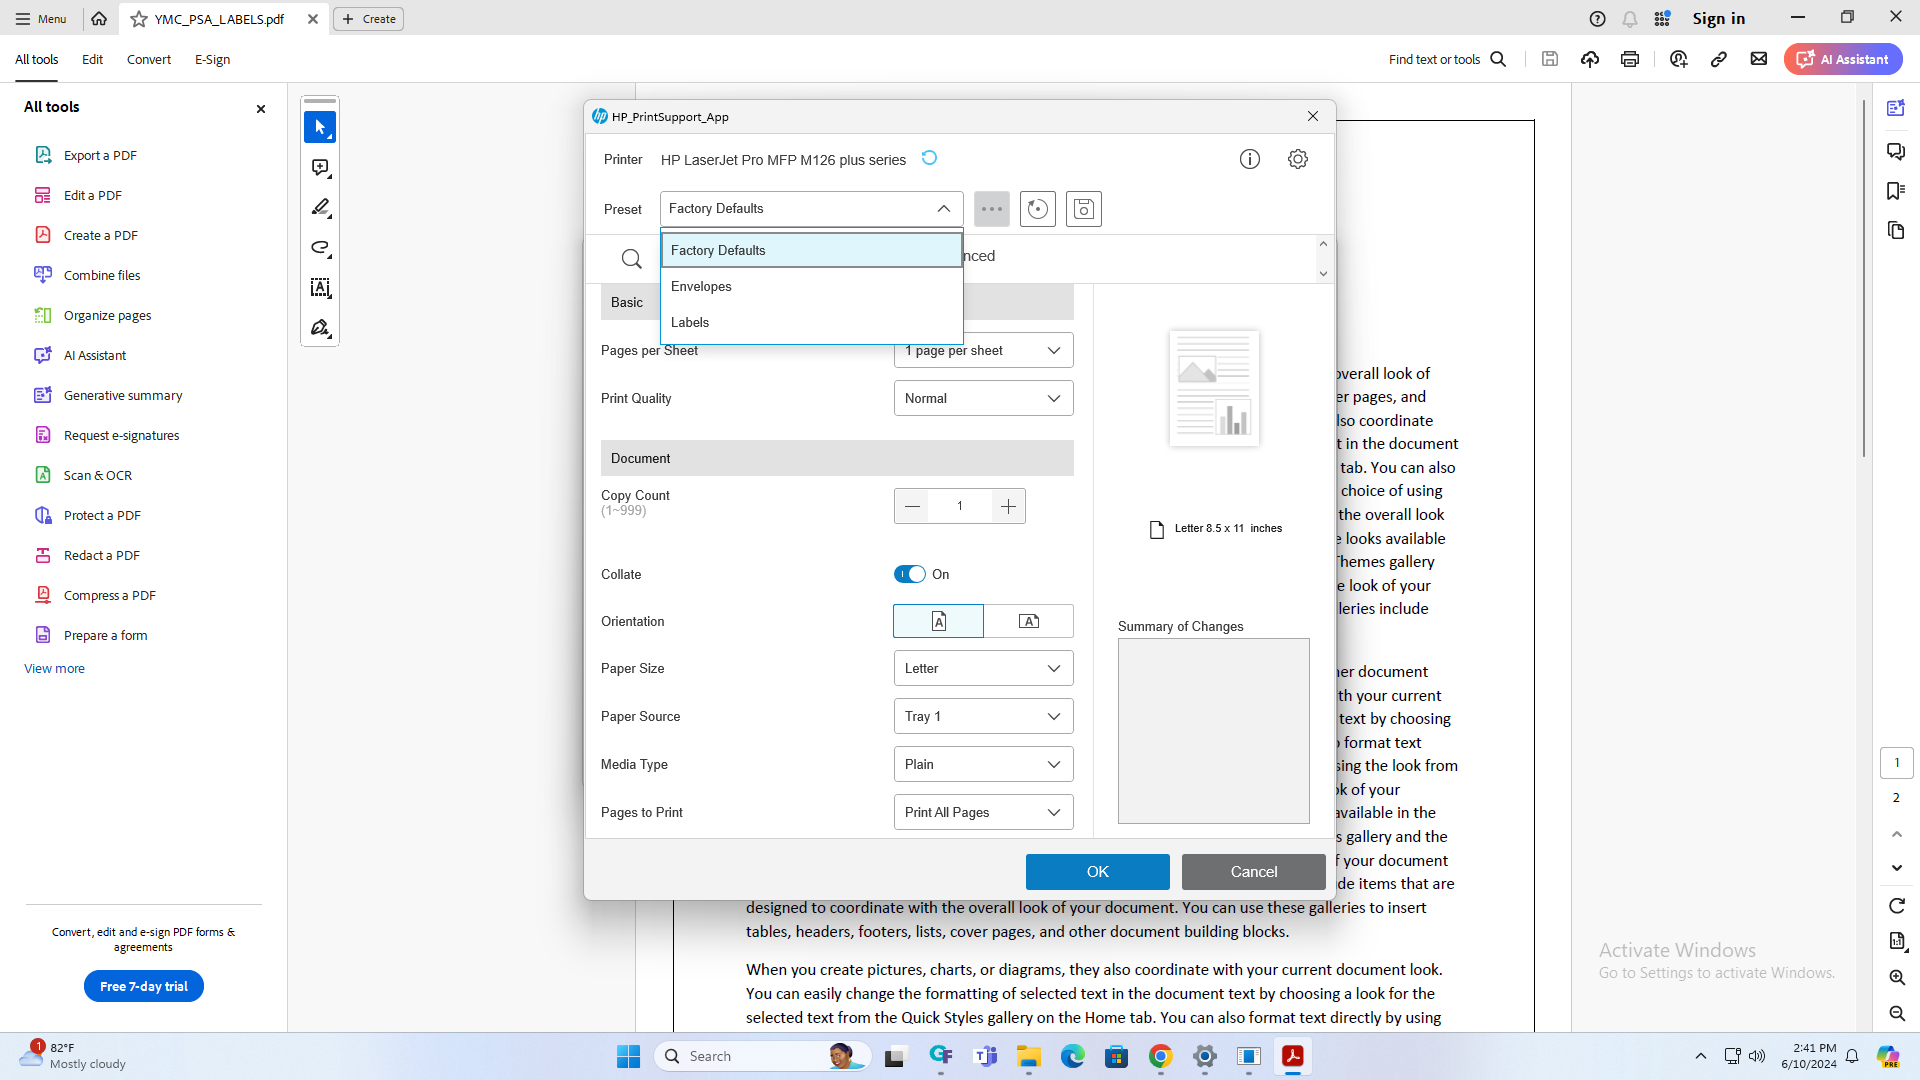 Menu
YMC_PSA_LABELS.pdf
Create
Sign in
All tools
Edit
Convert
E-Sign
Find text or tools
AI Assistant
All tools
Export a PDF
Edit a PDF
Create a PDF
Combine files
Organize pages
AI Assistant
Generative summary
Request e-signatures
Scan & OCR
Protect a PDF
Redact a PDF
Compress a PDF
Prepare a form
View more
Convert, edit and e-sign PDF forms &
agreements
Free 7-day trial
HP_PrintSupport_App
Printer
HP LaserJet Pro MFP M126 plus series
Preset
Factory Defaults
Factory Defaults
Envelopes
Labels
nced
Basic
Pages per Sheet
1 page per sheet
Print Quality
Normal
Document
Copy Count
(1~999)
1
Collate
On
Orientation
Paper Size
Letter
Paper Source
Tray 1
Media Type
Plain
Pages to Print
Print All Pages
Letter 8.5 x 11 inches
Summary of Changes
OK
Cancel
overall look of
er pages, and
lso coordinate
t in the document
tab. You can also
choice of using
the overall look
e looks available
Themes gallery
e look of your
leries include
her document
th your current
text by choosing
o format text
sing the look from
ok of your
available in the
s gallery and the
f your document
de items that are
designed to coordinate with the overall look of your document. You can use these galleries to insert
tables, headers, footers, lists, cover pages, and other document building blocks.
When you create pictures, charts, or diagrams, they also coordinate with your current document look.
You can easily change the formatting of selected text in the document text by choosing a look for the
selected text from the Quick Styles gallery on the Home tab. You can also format text directly by using
1
2
Activate Windows
Go to Settings to activate Windows.
1
82°F
Mostly cloudy
Search
2:41 PM
6/10/2024
PRE